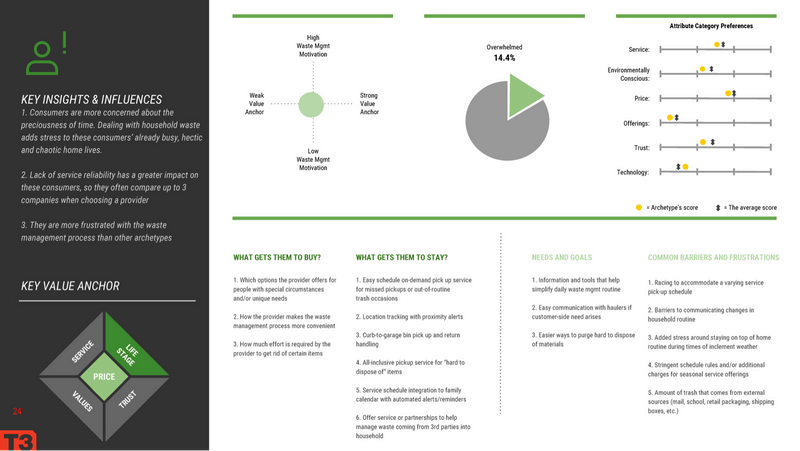 KEY INSIGHTS & INFLUENCES
1. Consumers are more concerned about the
preciousness of time. Dealing with household waste
adds stress to these consumers' already busy, hectic
and chaotic home lives.
2. Lack of service reliability has a greater impact on
these consumers, so they often compare up to 3
companies when choosing a provider
3. They are more frustrated with the waste
management process than other archetypes
KEY VALUE ANCHOR
SERVICE
LIFE
STAGE
PRICE
VALUES
TRUST
24
T3
High
Waste Mgmt
Motivation
Weak
Value
Anchor
Strong
Value
Anchor
Low
Waste Mgmt
Motivation
Overwhelmed
14.4%
Attribute Category Preferences
Service:
Environmentally
Conscious:
Price:
Offerings:
Trust:
Technology:
= Archetype's score
= The average score
WHAT GETS THEM TO BUY?
1. Which options the provider offers for
people with special circumstances
and/or unique needs
2. How the provider makes the waste
management process more convenient
3. How much effort is required by the
provider to get rid of certain items
WHAT GETS THEM TO STAY?
1. Easy schedule on-demand pick up service
for missed pickups or out-of-routine
trash occasions
2. Location tracking with proximity alerts
3. Curb-to-garage bin pick up and return
handling
4. All-inclusive pickup service for "hard to
dispose of" items
5. Service schedule integration to family
calendar with automated alerts/reminders
6. Offer service or partnerships to help
manage waste coming from 3rd parties into
household
NEEDS AND GOALS
1. Information and tools that help
simplify daily waste mgmt routine
2. Easy communication with haulers if
customer-side need arises
3. Easier ways to purge hard to dispose
of materials
COMMON BARRIERS AND FRUSTRATIONS
1. Racing to accommodate a varying service
pick-up schedule
2. Barriers to communicating changes in
household routine
3. Added stress around staying on top of home
routine during times of inclement weather
4. Stringent schedule rules and/or additional
charges for seasonal service offerings
5. Amount of trash that comes from external
sources (mail, school, retail packaging, shipping
boxes, etc.)